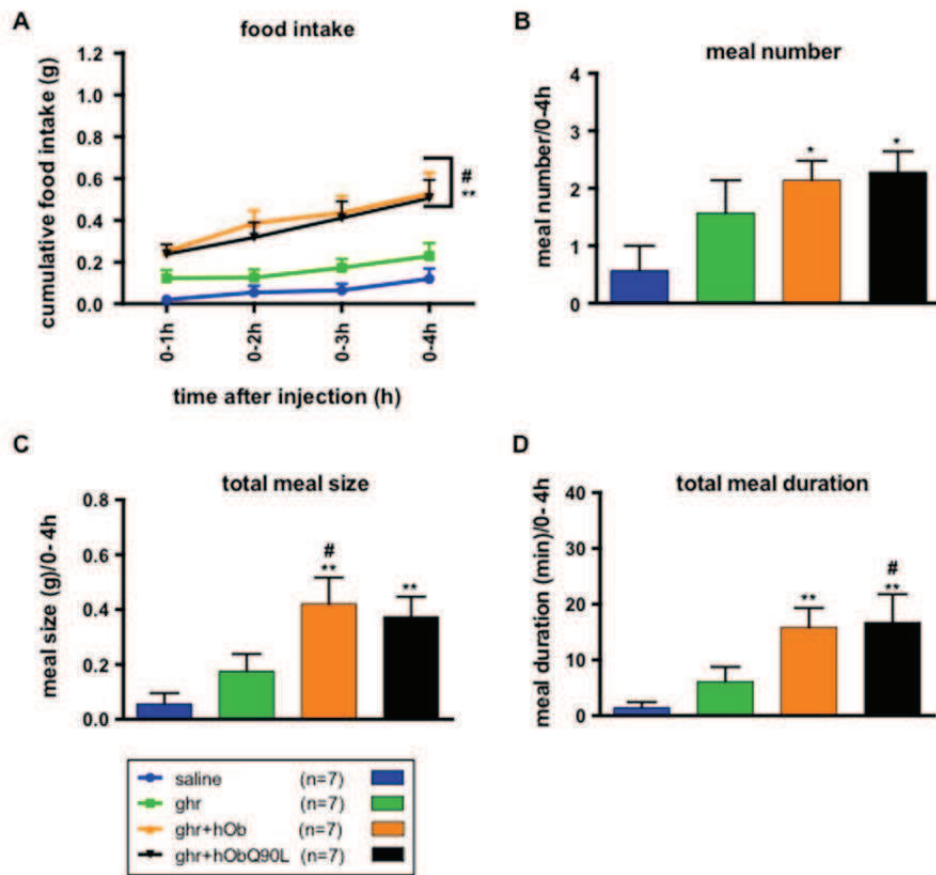 A
food intake
cumulative food intake (g)
1.2
1.0
0.8
0.6
0.4
0.2
0.0
#
**
0-1h
0-2h
0-3h
0-4h
time after injection (h)
B
meal number
meal number/0-4h
4
3
2
1
0
*
*
C
total meal size
meal size (g)/0-4h
0.8
0.6
0.4
0.2
0.0
#
**
**
D
total meal duration
meal duration (min)/0- 4h
40
30
20
10
0
**
#
**
saline (n=7)
ghr (n=7)
ghr+hOb (n=7)
ghr+hObQ90L (n=7)